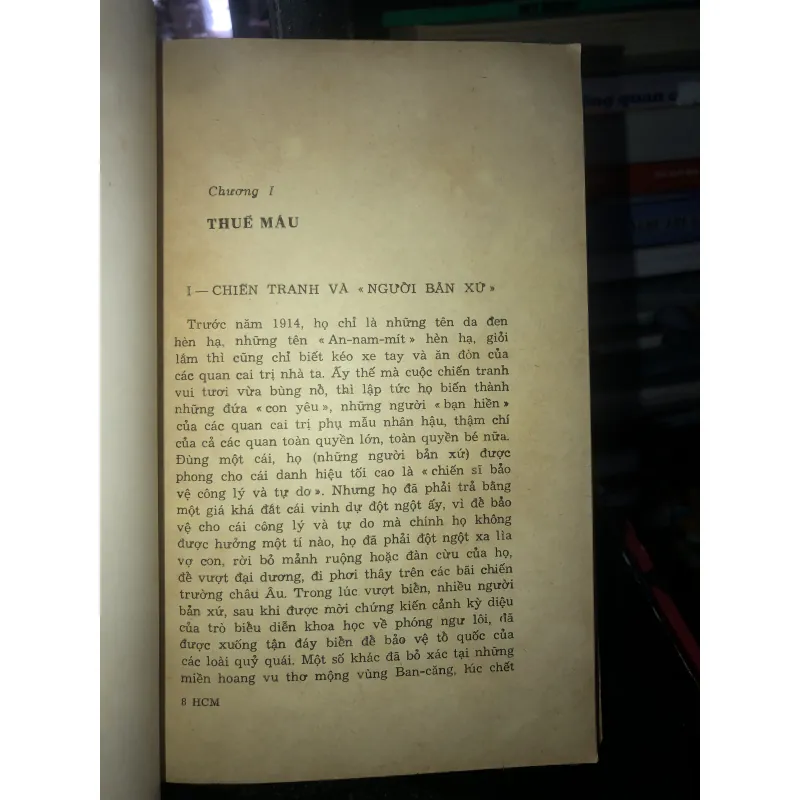 Chương I
THUẾ MÁU
I — CHIẾN TRANH VÀ « NGƯỜI BẢN XỨ »
Trước năm 1914, họ chỉ là những tên da đen
hèn hạ, những tên « An-nam-mít » hèn hạ, giỏi
lắm thì cũng chỉ biết kéo xe tay và ăn đòn của
các quan cai trị nhà ta. Ấy thế mà cuộc chiến tranh
vui tươi vừa bùng nổ, thì lập tức họ biến thành
những đứa « con yêu », những người « bạn hiền »
của các quan cai trị phụ mẫu nhân hậu, thậm chí
của cả các quan toàn quyền lớn, toàn quyền bé nữa.
Đùng một cái, họ (những người bản xứ) được
phong cho cái danh hiệu tối cao là « chiến sĩ bảo
vệ công lý và tự do ». Nhưng họ đã phải trả bằng
một giá khá đắt cái vinh dự đột ngột ấy, vì để bảo
vệ cho cái công lý và tự do mà chính họ không
được hưởng một tí nào, họ đã phải đột ngột xa lìa
vợ con, rời bỏ mảnh ruộng hoặc đàn cừu của họ,
để vượt đại dương, đi phơi thây trên các bãi chiến
trường châu Âu. Trong lúc vượt biển, nhiều người
bản xứ, sau khi được mời chứng kiến cảnh kỳ diệu
của trò biểu diễn khoa học về phóng ngư lôi, đã
được xuống tận đáy biển để bảo vệ tổ quốc của
các loài quỷ quái. Một số khác đã bỏ xác tại những
miền hoang vu thơ mộng vùng Ban-căng, lúc chết
8 HCM